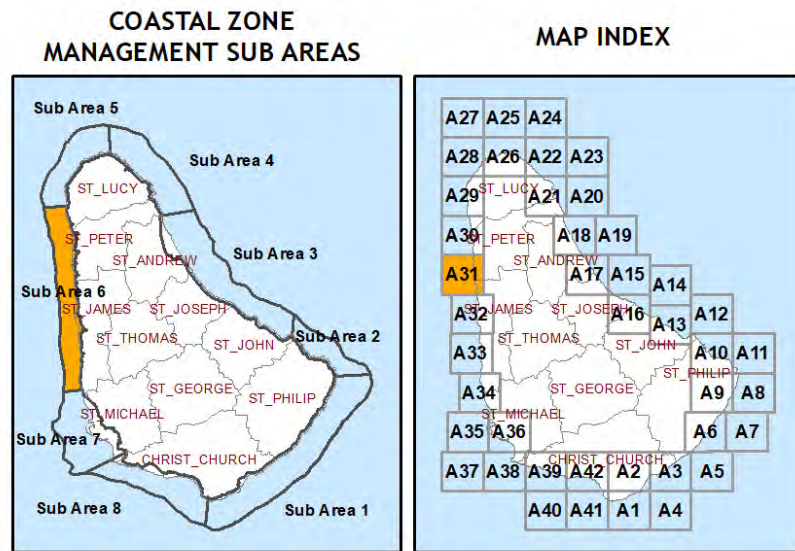 COASTAL ZONE
MANAGEMENT SUB AREAS
Sub Area 5
Sub Area 4
ST_LUCY
ST_PETER
Sub Area 3
ST_ANDREW
Sub Area 6
ST_JAMES
ST_JOSEPH
Sub Area 2
ST_THOMAS
ST_JOHN
ST_GEORGE
ST_PHILIP
ST_MICHAEL
Sub Area 7
CHRIST_CHURCH
Sub Area 8
Sub Area 1
MAP INDEX
A27 A25 A24
A28 A26 A22 A23
ST_LUCY
A29 A21 A20
A30 A18 A19
ST_PETER
ST_ANDREW
A31 A17 A15 A14
ST_JAMES ST_JOSEPH
A32 A16 A13 A12
ST_THOMAS
ST_JOHN
A33 A10 A11
ST_PHILIP
ST_GEORGE
A34 A9 A8
ST_MICHAEL
A35 A36 A6 A7
CHRIST_CHURCH
A37 A38 A39 A42 A2 A3 A5
A40 A41 A1 A4